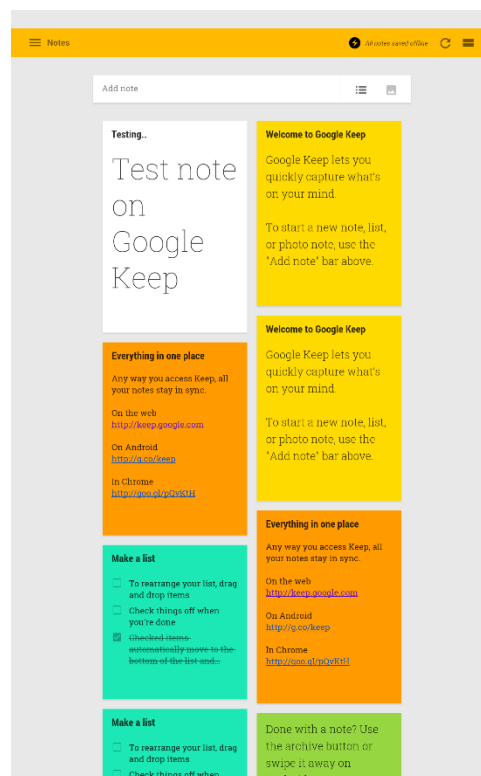 Notes
All notes saved offline
Add note
Testing..
Test note
on
Google
Keep
Everything in one place
Any way you access Keep, all
your notes stay in sync.
On the web
http://keep.google.com
On Android
http://g.co/keep
In Chrome
http://goo.gl/pQvKtH
Make a list
To rearrange your list, drag
and drop items
Check things off when
you're done
Checked items
automatically move to the
bottom of the list and...
Make a list
To rearrange your list, drag
and drop items
Check things off when
Welcome to Google Keep
Google Keep lets you
quickly capture what's
on your mind.
To start a new note, list,
or photo note, use the
"Add note" bar above.
Welcome to Google Keep
Google Keep lets you
quickly capture what's
on your mind.
To start a new note, list,
or photo note, use the
"Add note" bar above.
Everything in one place
Any way you access Keep, all
your notes stay in sync.
On the web
http://keep.google.com
On Android
http://g.co/keep
In Chrome
http://goo.gl/pQvKtH
Done with a note? Use
the archive button or
swipe it away on